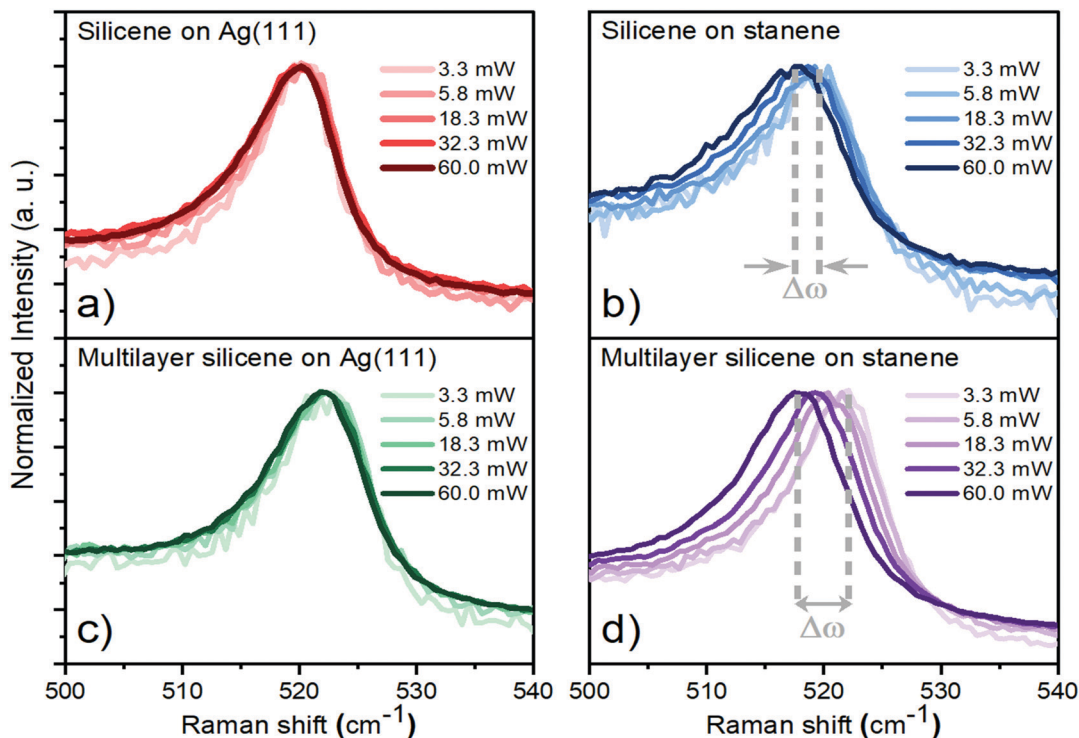 Silicene on Ag(111)
3.3 mW
5.8 mW
18.3 mW
32.3 mW
60.0 mW
a)
Silicene on stanene
3.3 mW
5.8 mW
18.3 mW
32.3 mW
60.0 mW
Δω
b)
Multilayer silicene on Ag(111)
3.3 mW
5.8 mW
18.3 mW
32.3 mW
60.0 mW
c)
Multilayer silicene on stanene
3.3 mW
5.8 mW
18.3 mW
32.3 mW
60.0 mW
Δω
d)
Normalized Intensity (a. u.)
500 510 520 530 540
500 510 520 530 540
Raman shift (cm⁻¹)
Raman shift (cm⁻¹)